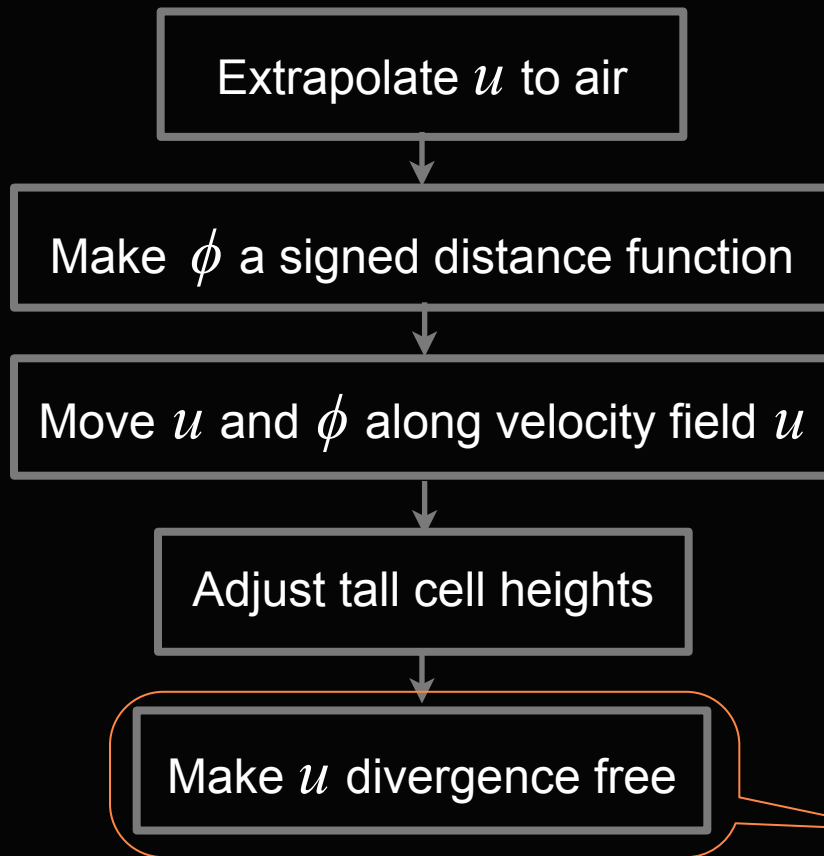 Extrapolate u to air
Make ϕ a signed distance function
Move u and ϕ along velocity field u
Adjust tall cell heights
Make u divergence free